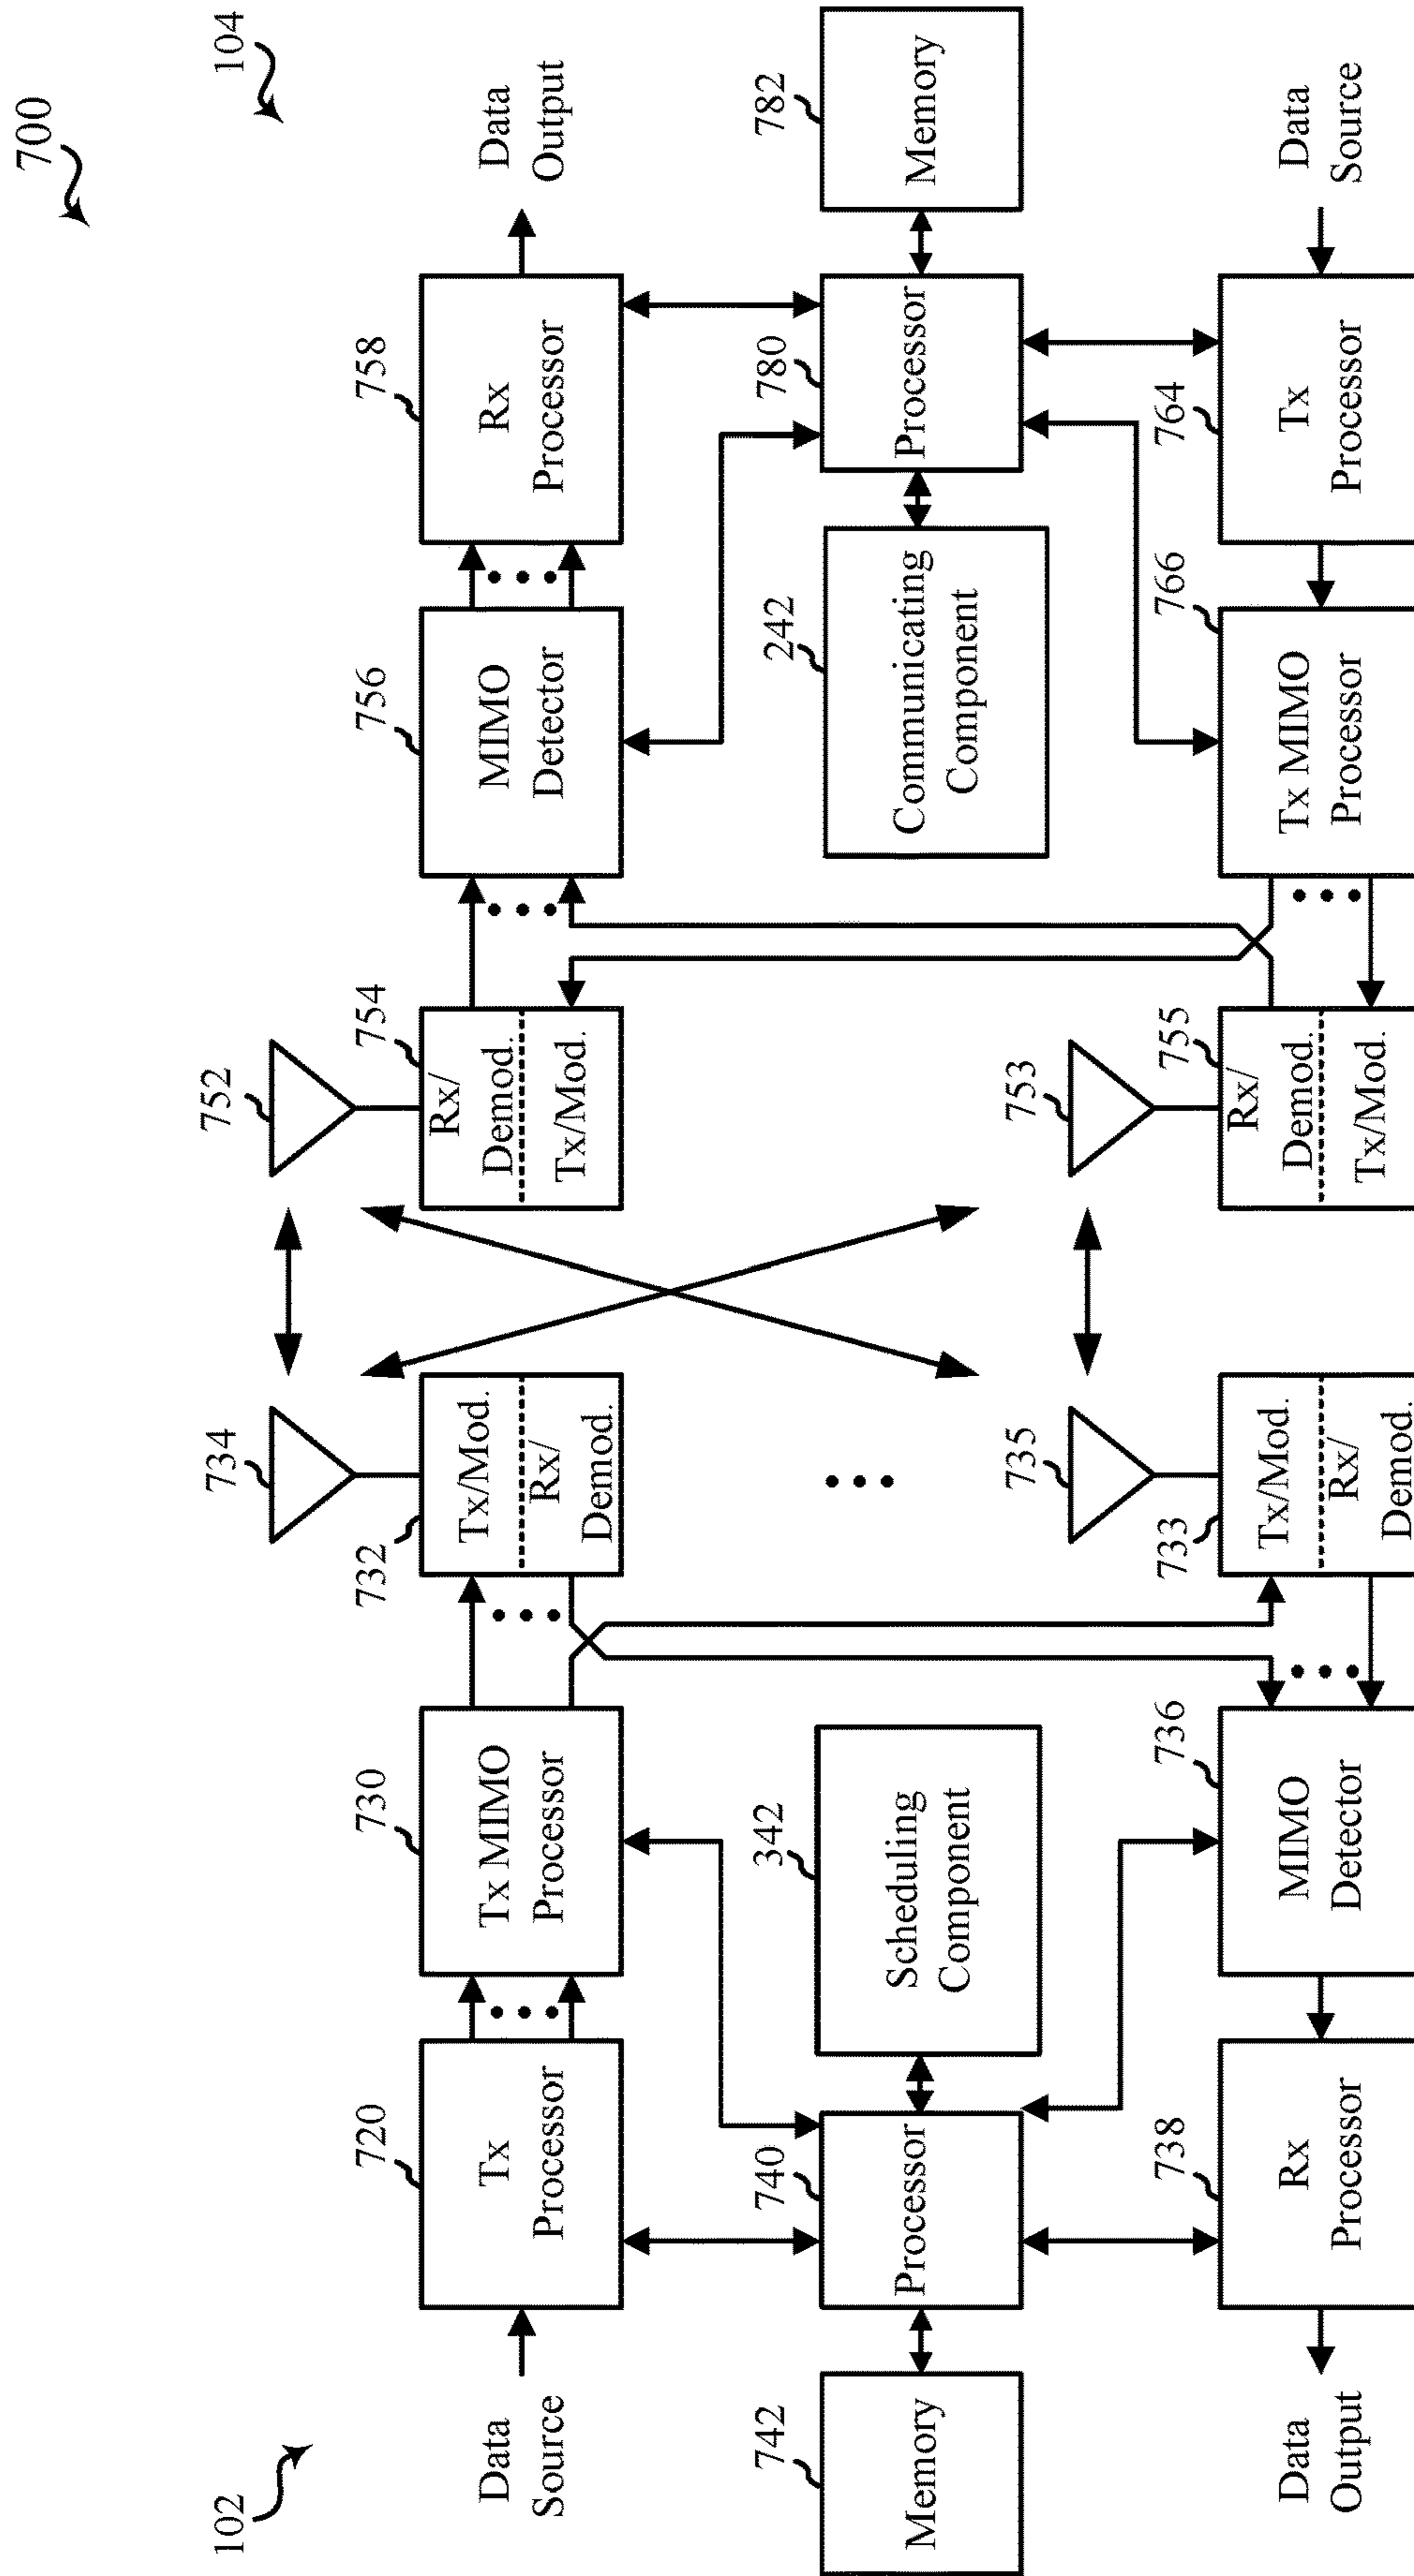 700
102
104
734
752
720
730
732
754
756
758
Data
Source
Tx
Processor
Tx MIMO
Processor
Tx/Mod.
Rx/
Demod.
Rx/
Demod.
Tx/Mod.
MIMO
Detector
Rx
Processor
Data
Output
742
740
342
242
780
782
Memory
Processor
Scheduling
Component
Communicating
Component
Processor
Memory
735
753
738
736
733
755
766
764
Data
Output
Rx
Processor
MIMO
Detector
Tx/Mod.
Rx/
Demod.
Rx/
Demod.
Tx/Mod.
Tx MIMO
Processor
Tx
Processor
Data
Source